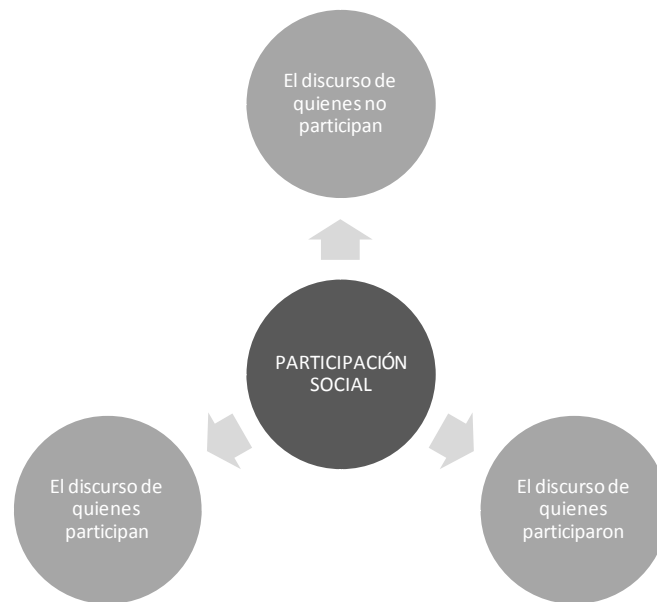 El discurso de
quienes no
participan
PARTICIPACIÓN
SOCIAL
El discurso de
quienes
participan
El discurso de
quienes
participaron